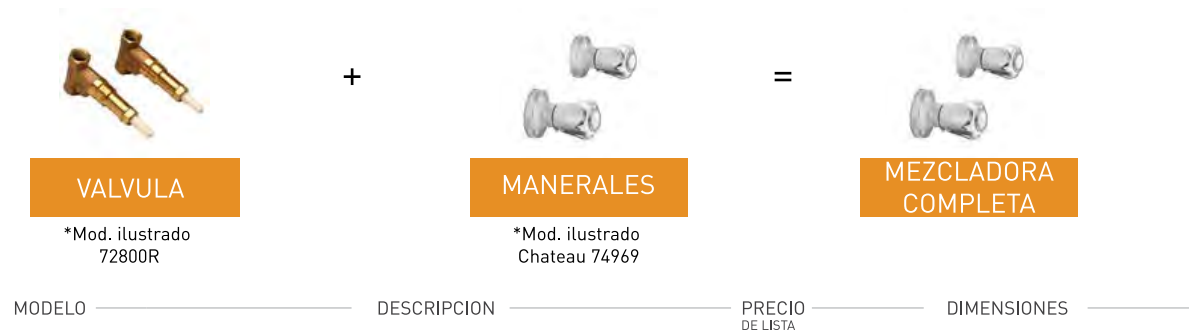 +
=
VALVULA
MANERALES
MEZCLADORA
COMPLETA
*Mod. ilustrado
72800R
*Mod. ilustrado
Chateau 74969
MODELO
DESCRIPCION
PRECIO
DE LISTA
DIMENSIONES